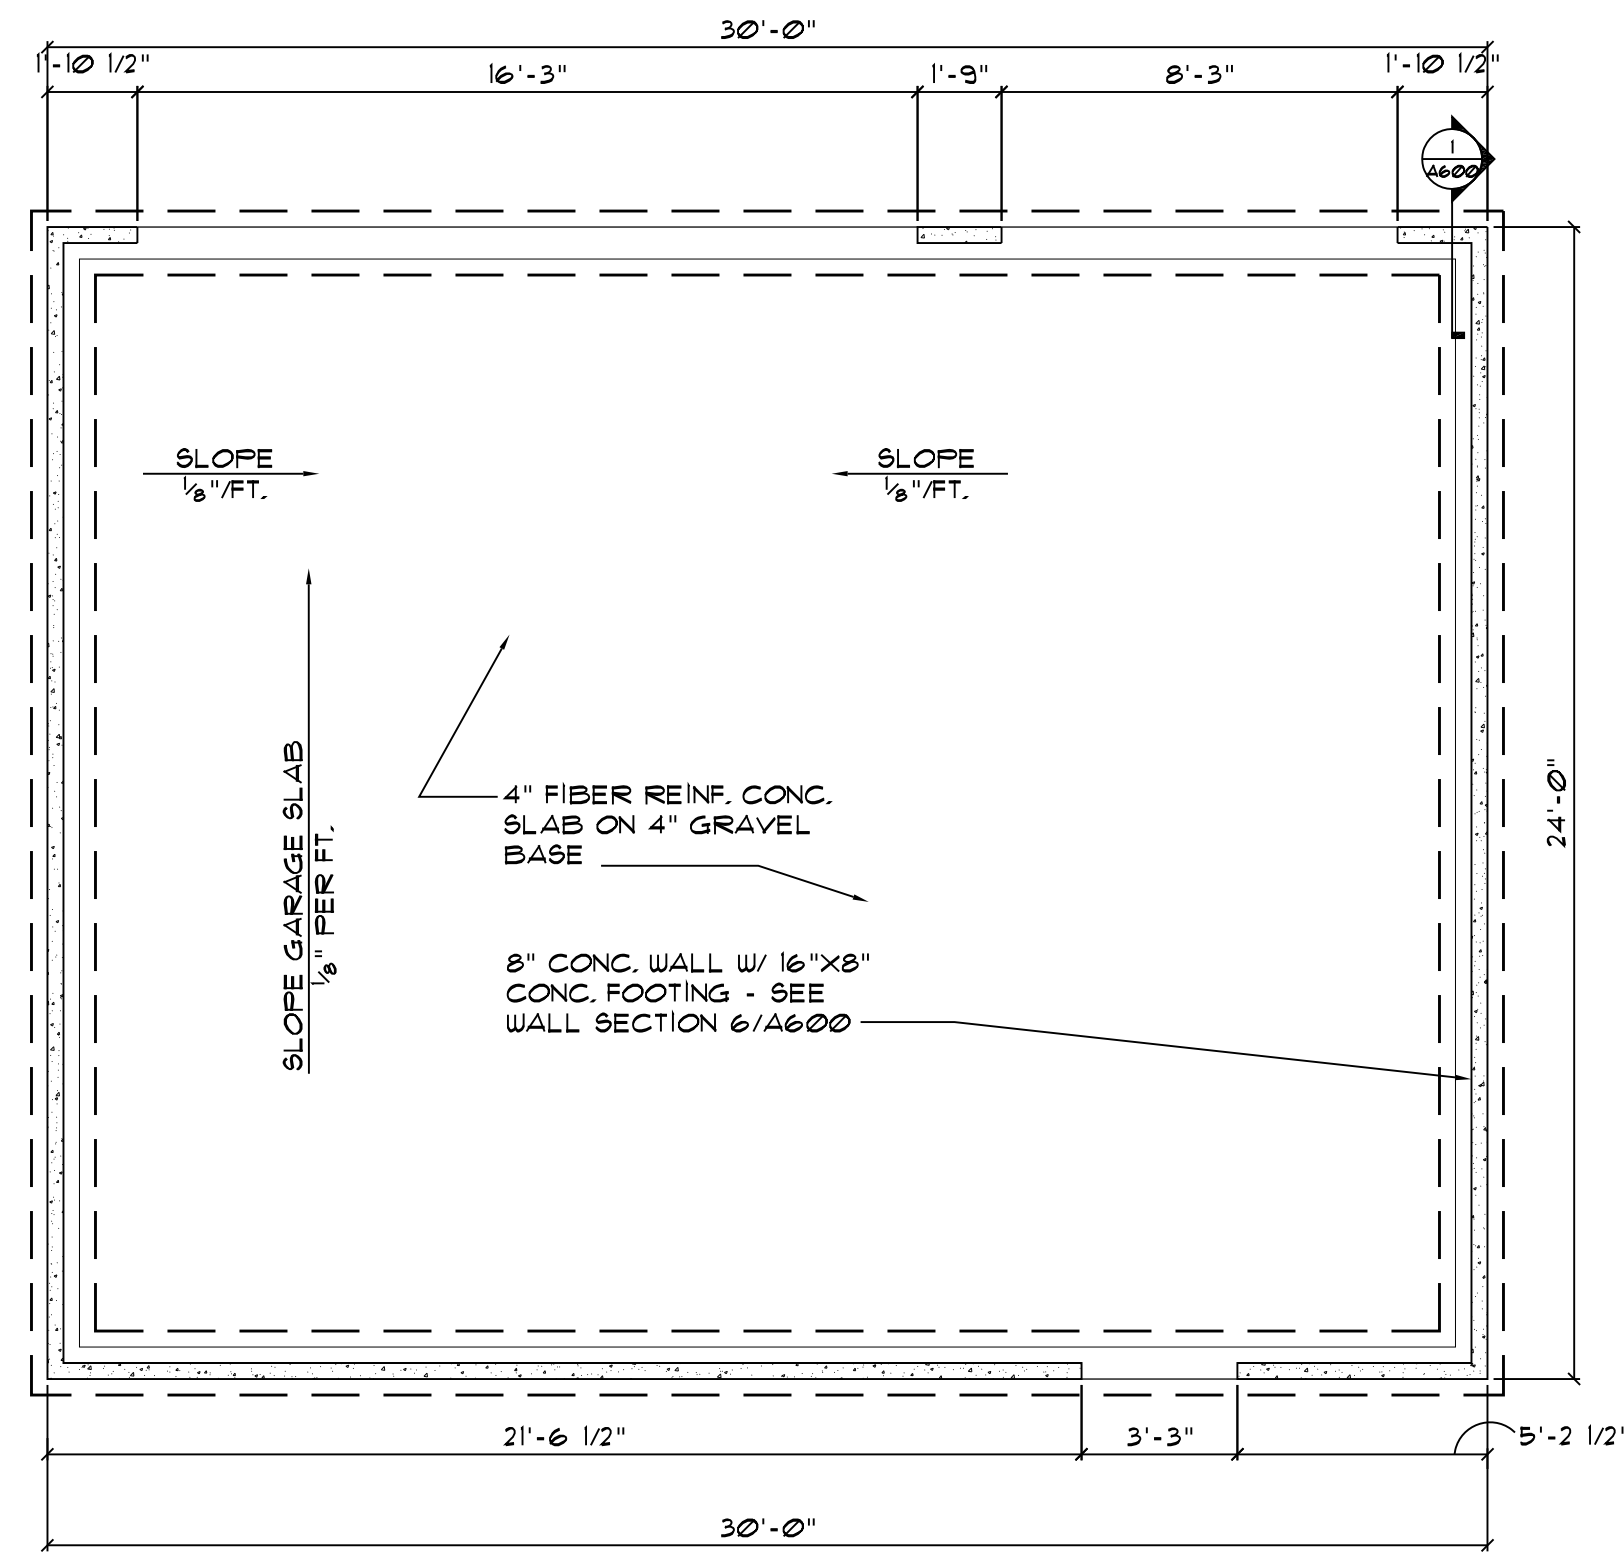 30'-0"
1'-10 1/2"
16'-3"
1'-9"
8'-3"
1'-10 1/2"
1
A600
SLOPE
1/8"/FT.
SLOPE
1/8"/FT.
SLOPE GARAGE SLAB
1/8" PER FT.
4" FIBER REINF. CONC.
SLAB ON 4" GRAVEL
BASE
24'-0"
8" CONC. WALL W/ 16"X8"
CONC. FOOTING - SEE
WALL SECTION 6/A600
21'-6 1/2"
3'-3"
5'-2 1/2"
30'-0"